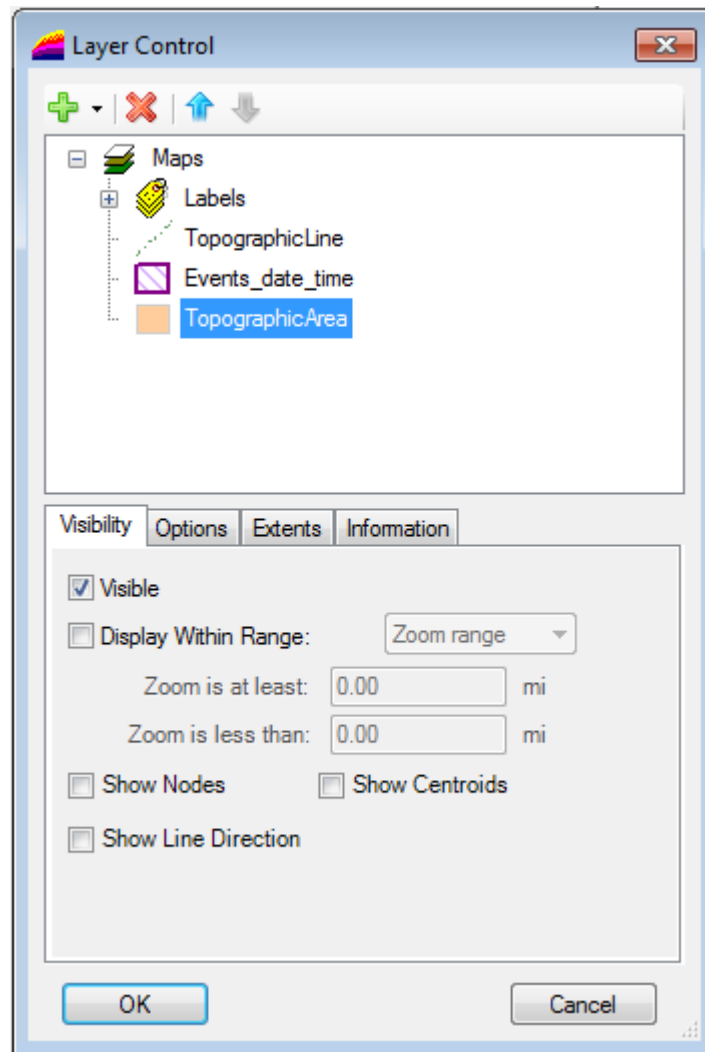 Layer Control
Maps
Labels
TopographicLine
Events_date_time
TopographicArea
Visibility Options Extents Information
Visible
Display Within Range: Zoom range
Zoom is at least: 0.00 mi
Zoom is less than: 0.00 mi
Show Nodes Show Centroids
Show Line Direction
OK Cancel